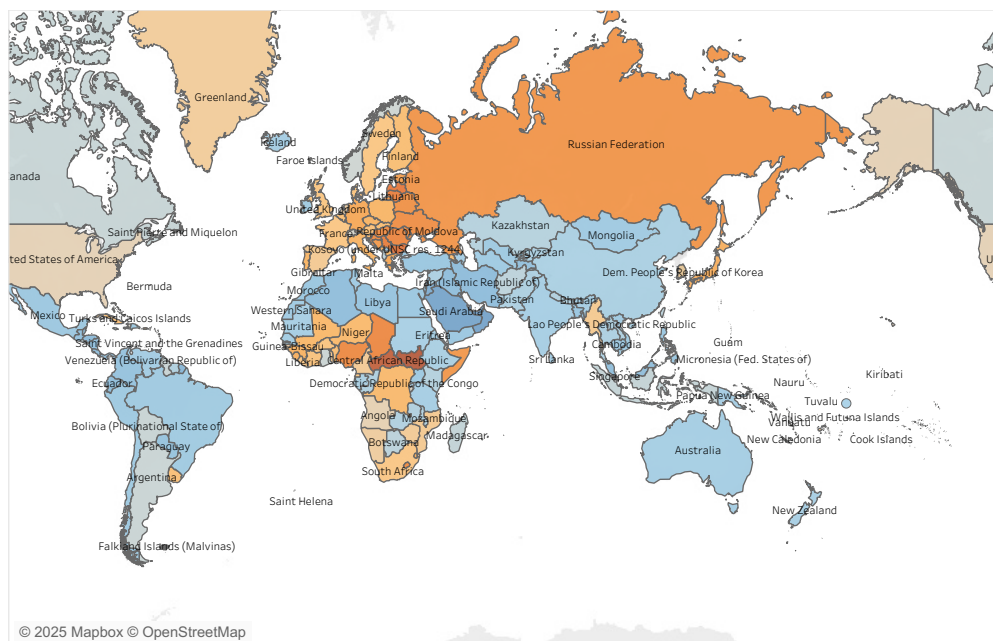 Greenland
Iceland
Sweden
Faroe Islands
Finland
Russian Federation
anada
Estonia
Lithuania
United Kingdom
Saint Pierre and Miquelon
France
Republic of Moldova
Kazakhstan
Mongolia
Kosovo (under UNSC res. 1244)
Kyrgyzstan
ted States of America
U
Gibraltar
Malta
Dem. People's Republic of Korea
Bermuda
Morocco
Iran (Islamic Republic of)
Libya
Pakistan
Bhutan
Western Sahara
Saudi Arabia
Mexico
Turks and Caicos Islands
Mauritania
Niger
Lao People's Democratic Republic
Eritrea
Saint Vincent and the Grenadines
Guinea-Bissau
Cambodia
Guam
Venezuela (Bolivarian Republic of)
Liberia
Central African Republic
Sri Lanka
Micronesia (Fed. States of)
Ecuador
Democratic Republic of the Congo
Singapore
Nauru
Kiribati
Papua New Guinea
Tuvalu
Angola
Mozambique
Wallis and Futuna Islands
Vanuatu
Bolivia (Plurinational State of)
Madagascar
Paraguay
Botswana
New Caledonia
Cook Islands
Australia
Argentina
South Africa
Saint Helena
New Zealand
Falkland Islands (Malvinas)
© 2025 Mapbox © OpenStreetMap